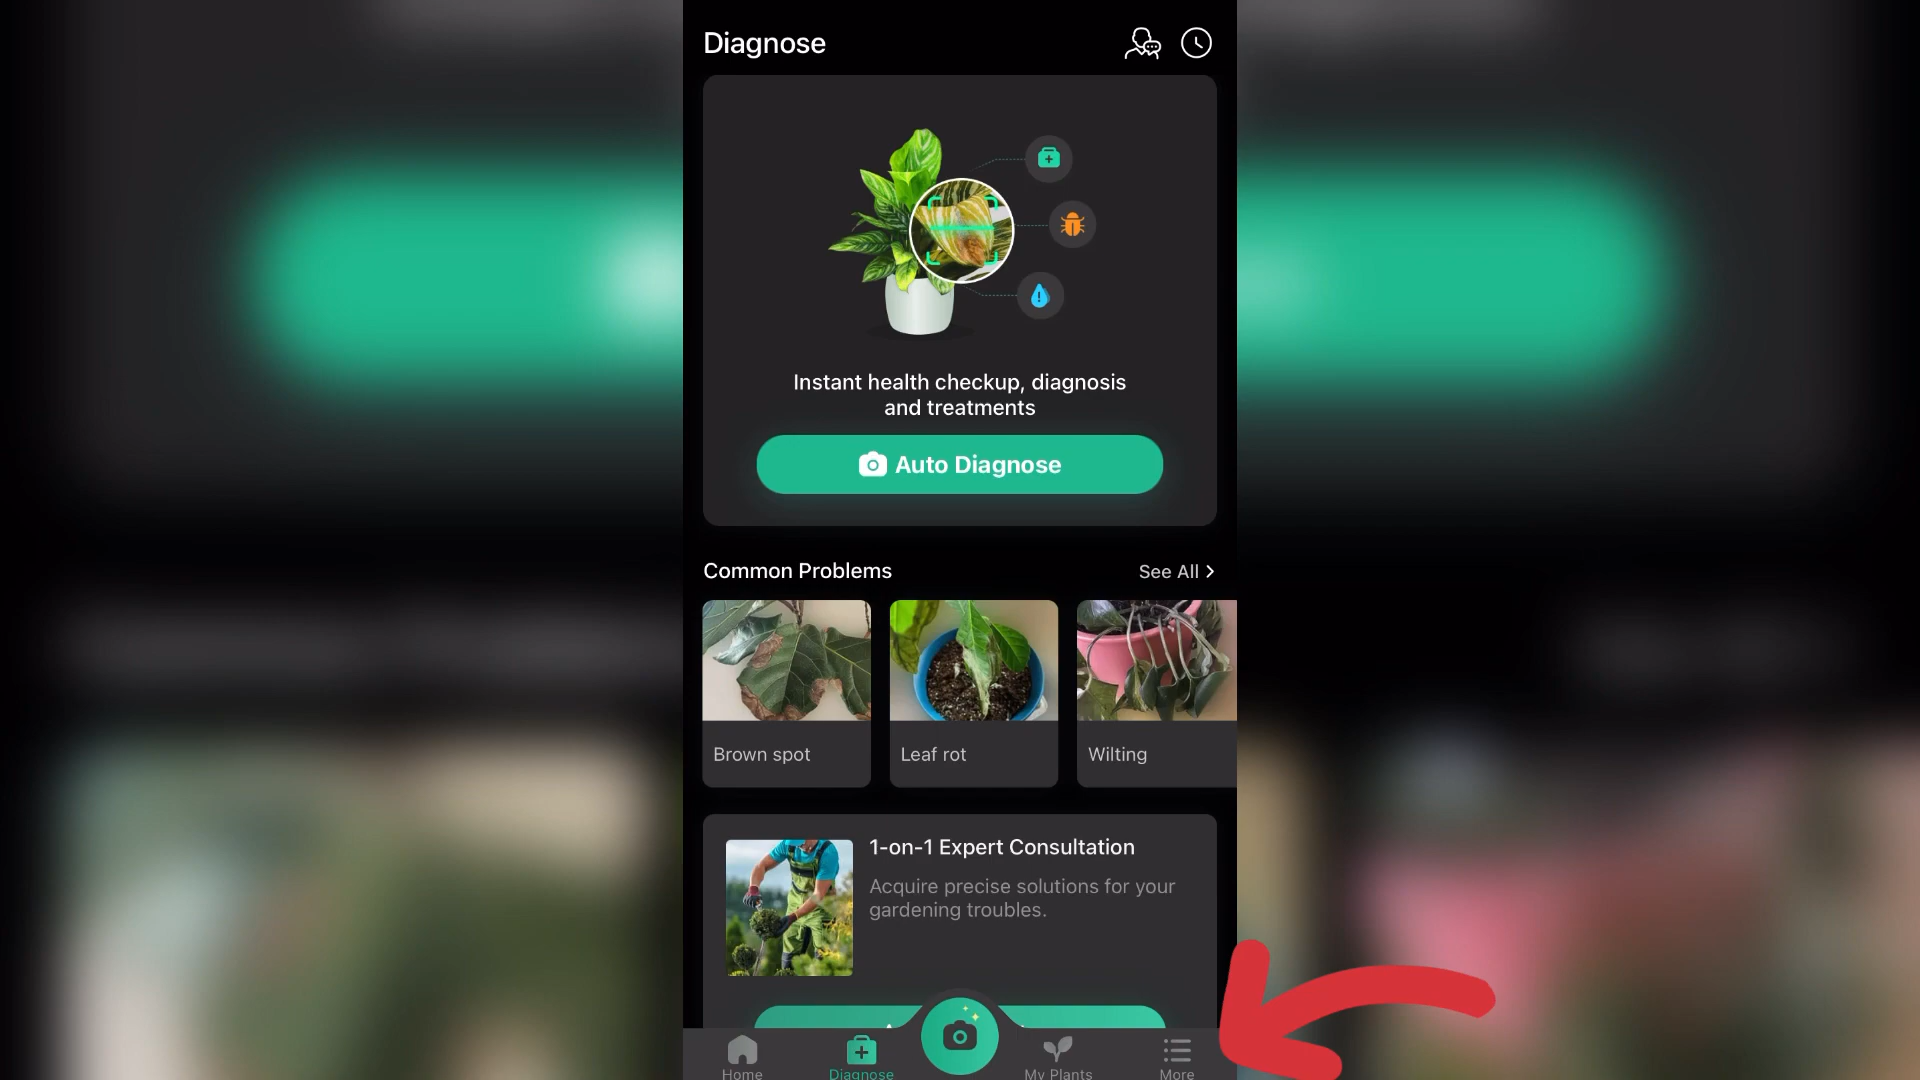 Diagnose
Instant health checkup, diagnosis
and treatments
Auto Diagnose
Common Problems
See All
Brown spot
Leaf rot
Wilting
1-on-1 Expert Consultation
Acquire precise solutions for your
gardening troubles.
Home
Diagnose
My Plants
More